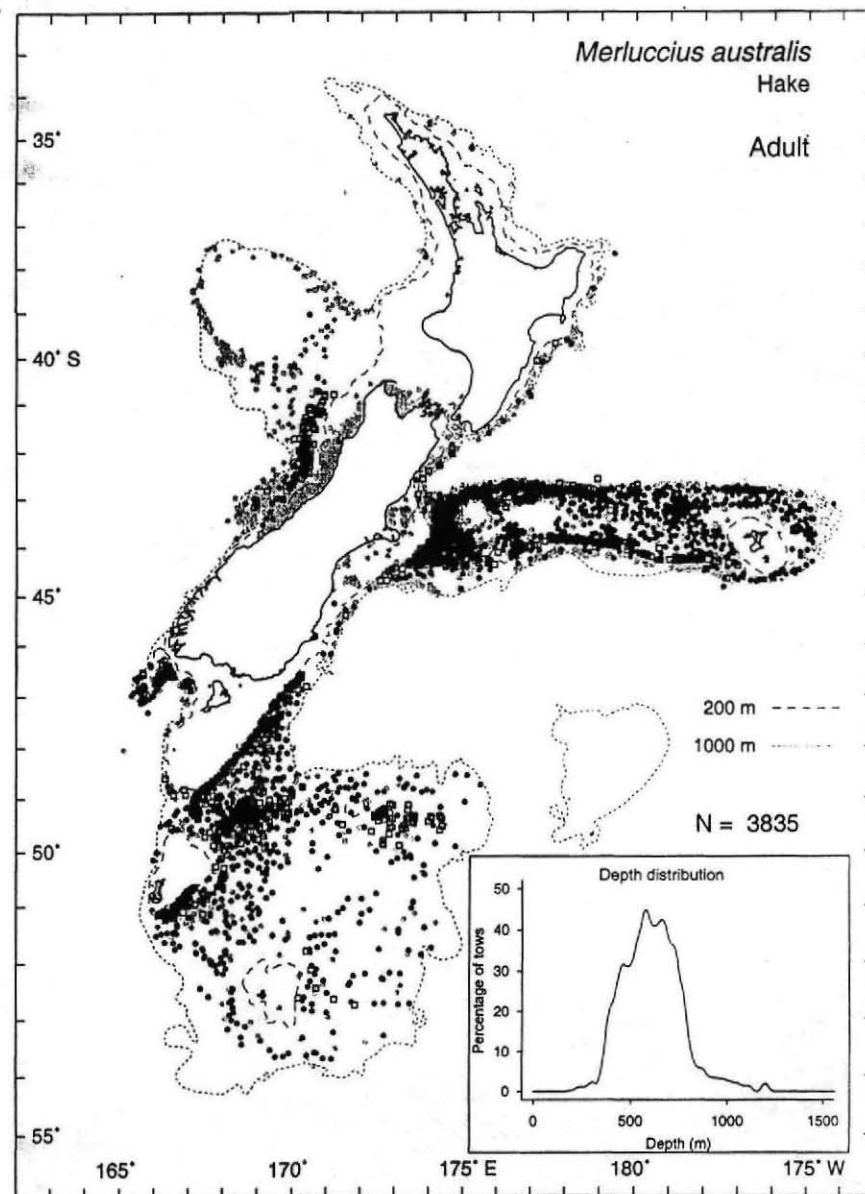 Merluccius australis
Hake
Adult
35°
40° S
45°
50°
55°
200 m
1000 m
N = 3835
Depth distribution
Percentage of tows
50
40
30
20
10
0
0 500 1000 1500
Depth (m)
165° 170° 175° E 180° 175° W